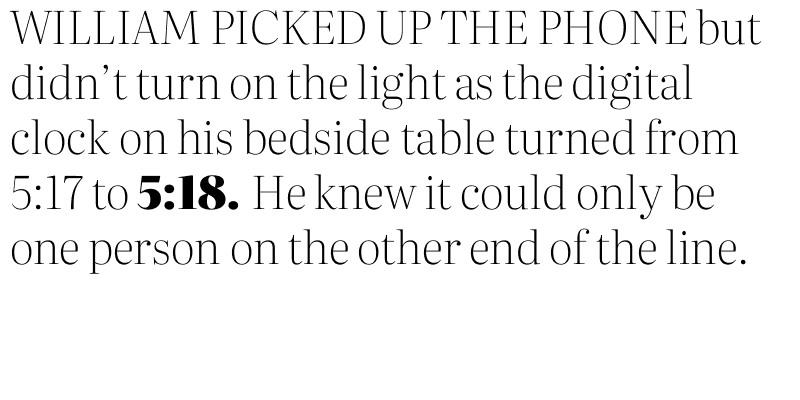 WILLIAM PICKED UP THE PHONE but
didn’t turn on the light as the digital
clock on his bedside table turned from
5:17 to 5:18. He knew it could only be
one person on the other end of the line.